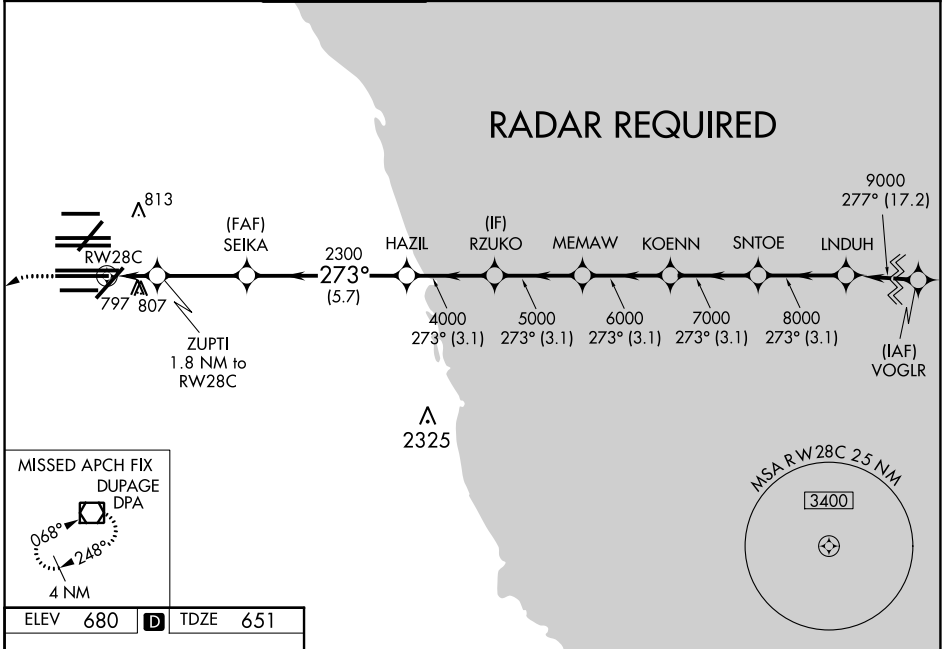 RADAR REQUIRED
813
9000
277° (17.2)
(FAF)
SEIKA
(IF)
RZUKO
HAZIL
MEMAW
KOENN
SNTOE
LNDUH
RW28C
2300
273°
(5.7)
797
807
4000
273° (3.1)
5000
273° (3.1)
6000
273° (3.1)
7000
273° (3.1)
8000
273° (3.1)
(IAF)
VOGLR
ZUPTI
1.8 NM to
RW28C
2325
MISSED APCH FIX
DUPAGE
DPA
068°
248°
4 NM
MSA RW28C 25 NM
3400
ELEV 680 D TDZE 651